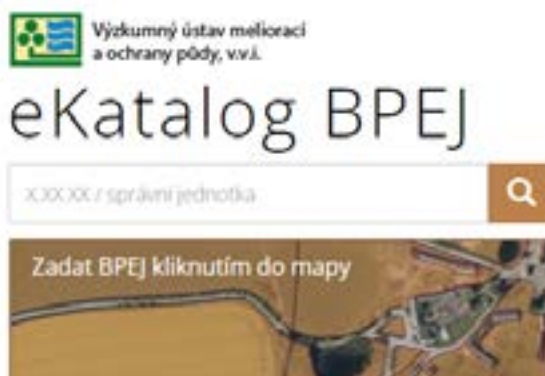 Výzkumný ústav meliorací
a ochrany půdy, v.v.i.
eKatalog BPEJ
X.XX.XX / správní jednotka
Zadat BPEJ kliknutím do mapy